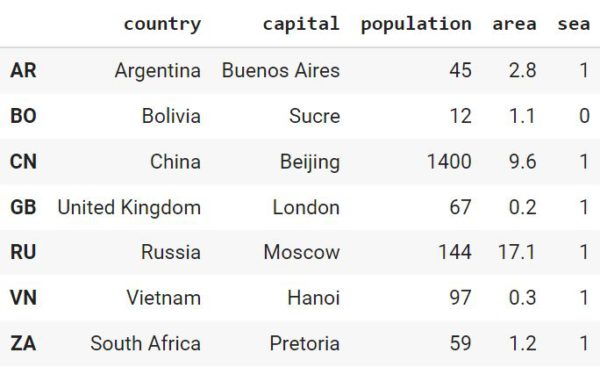 country capital population area sea
AR Argentina Buenos Aires 45 2.8 1
BO Bolivia Sucre 12 1.1 0
CN China Beijing 1400 9.6 1
GB United Kingdom London 67 0.2 1
RU Russia Moscow 144 17.1 1
VN Vietnam Hanoi 97 0.3 1
ZA South Africa Pretoria 59 1.2 1